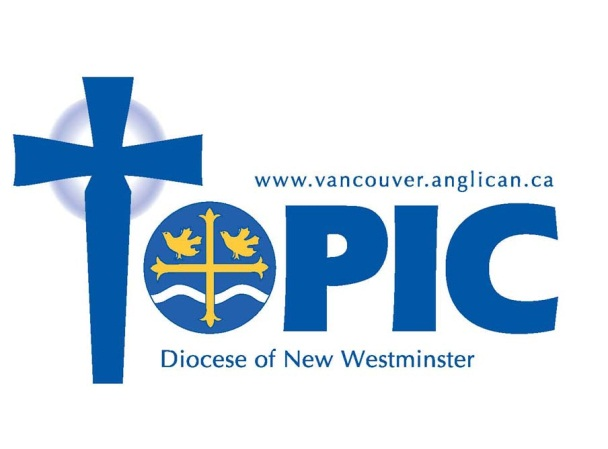 www.vancouver.anglican.ca
toPIC
Diocese of New Westminster